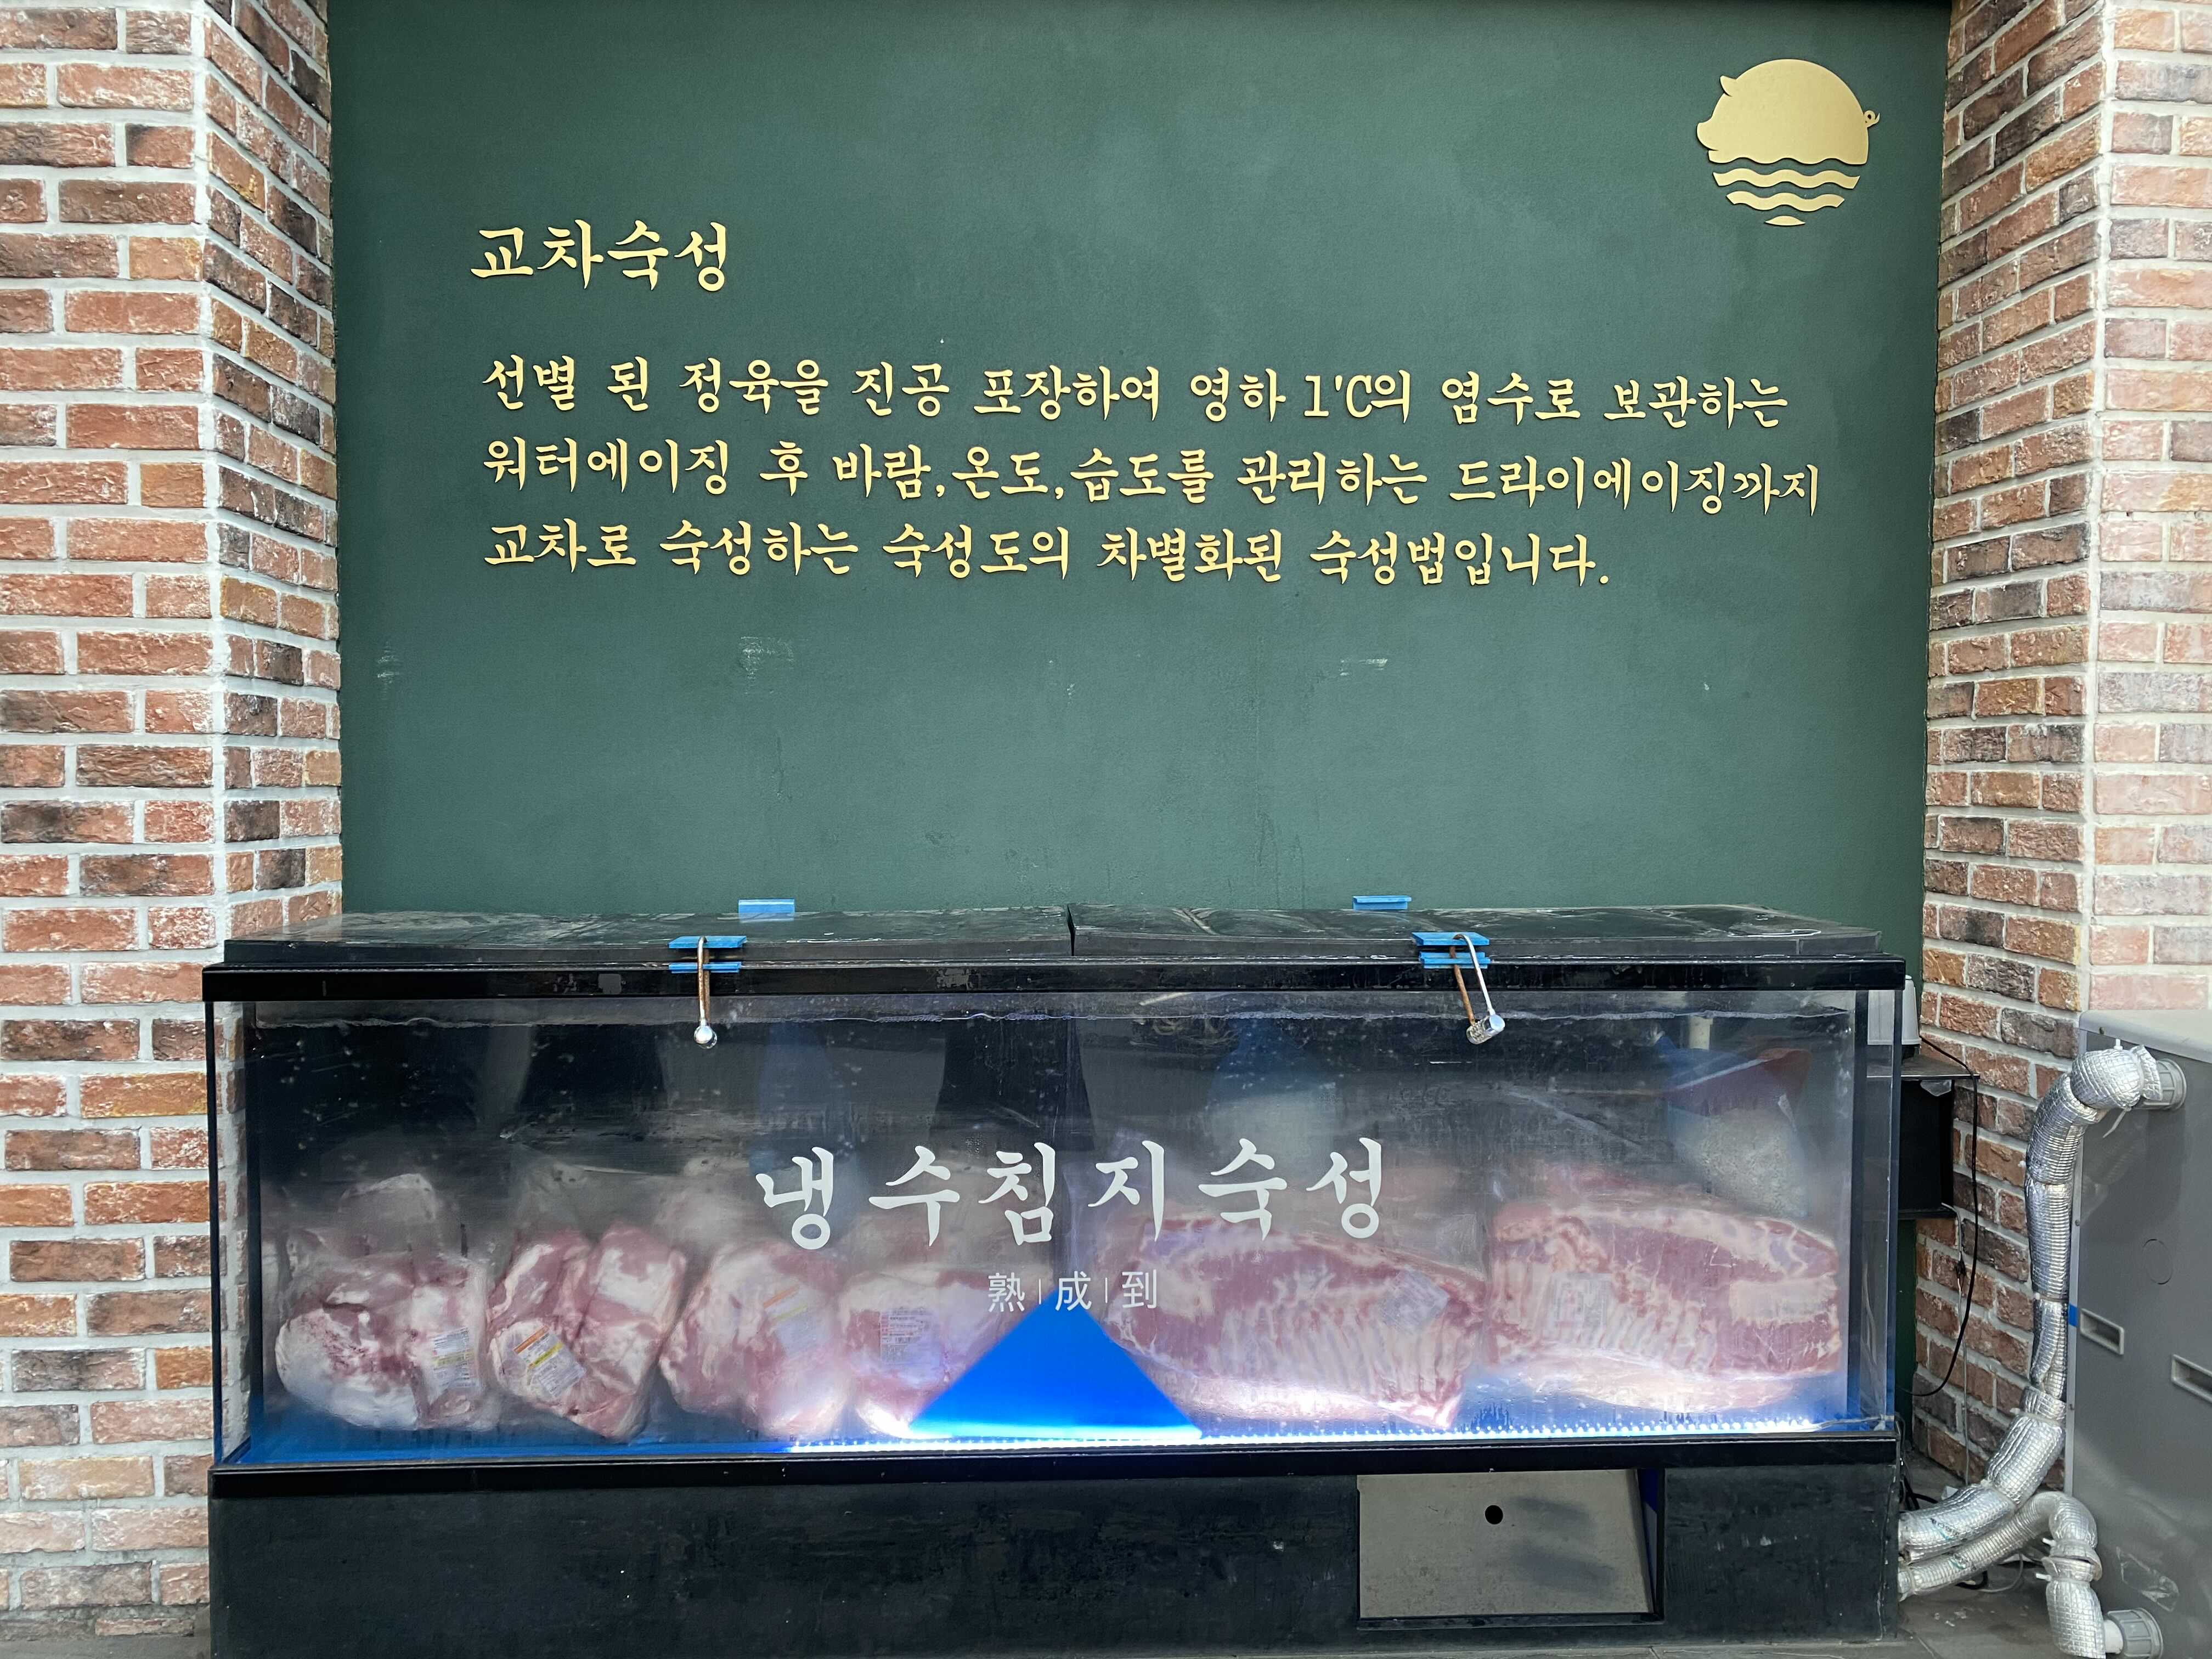 교차숙성
선별 된 정육을 진공 포장하여 영하 1'C의 염수로 보관하는
워터에이징 후 바람,온도,습도를 관리하는 드라이에이징까지
교차로 숙성하는 숙성도의 차별화된 숙성법입니다.
냉수침지숙성
熟|成|到